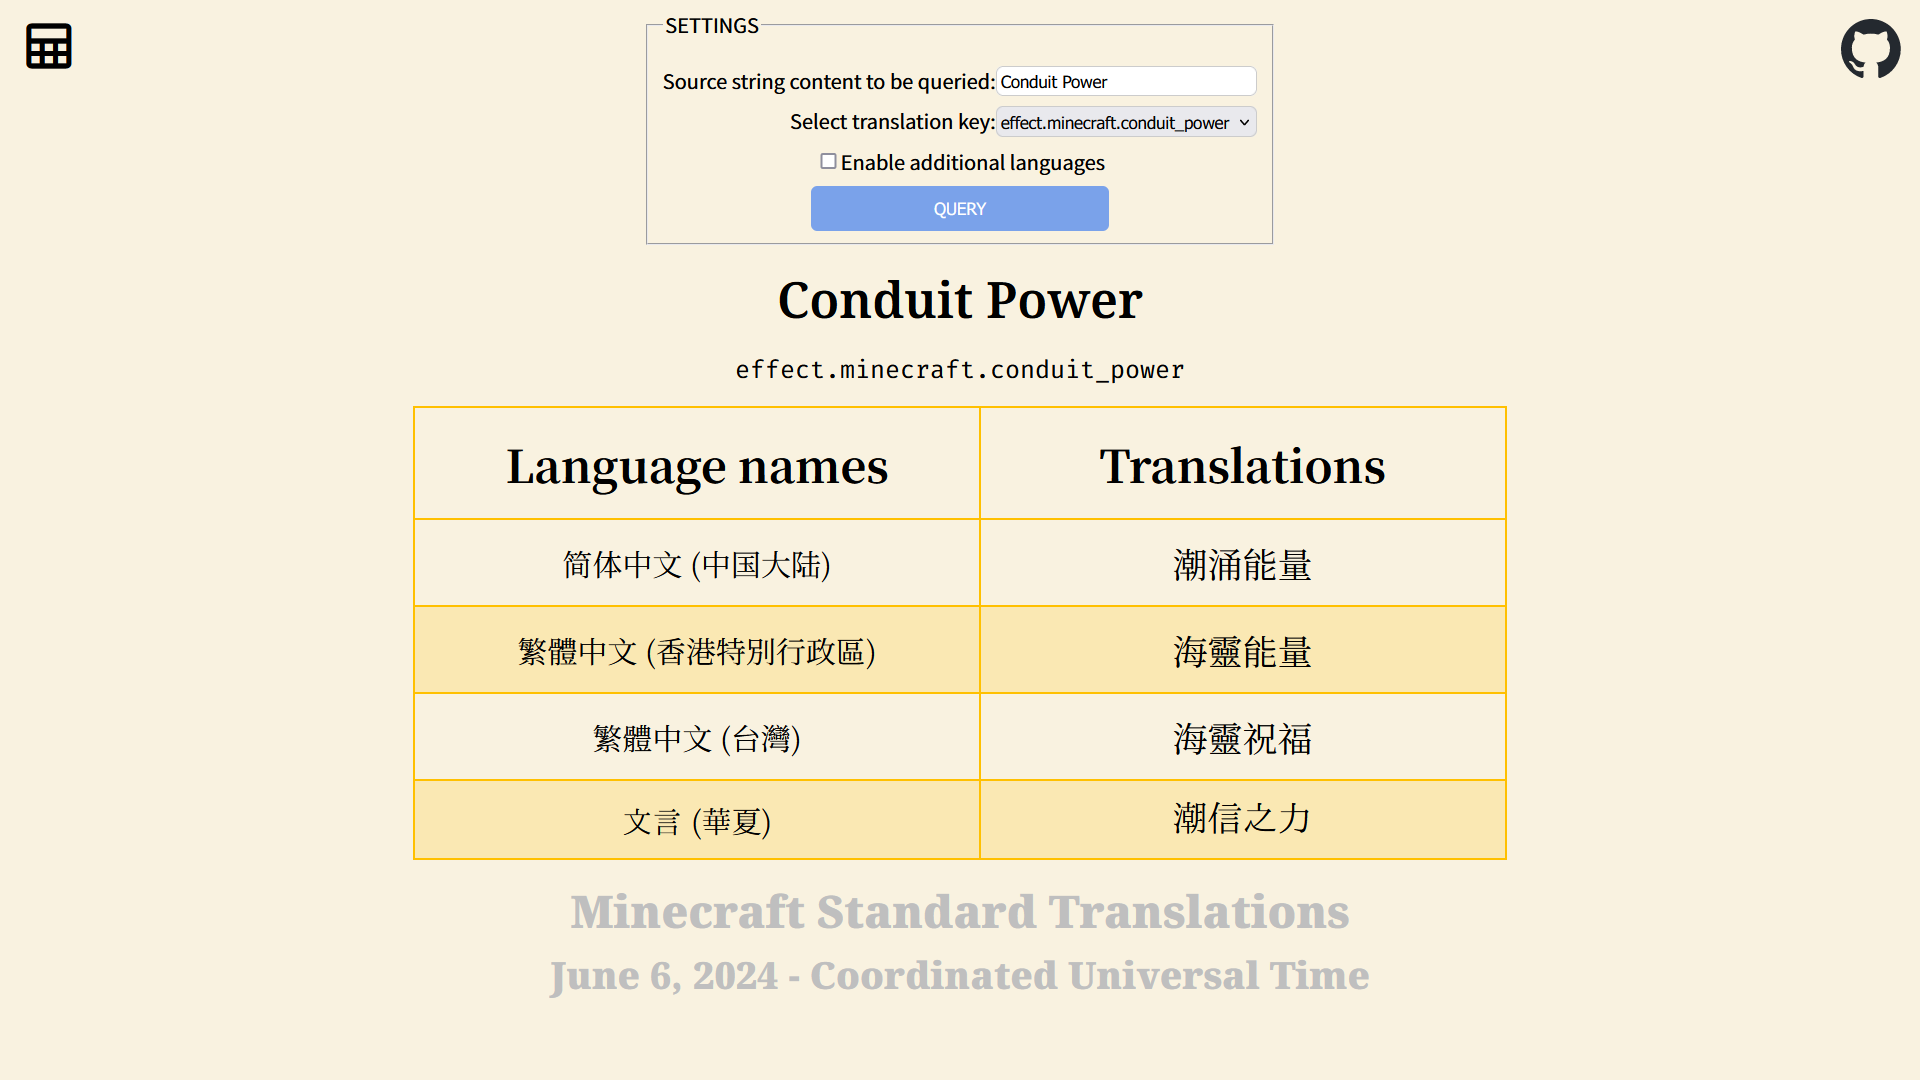 SETTINGS
Source string content to be queried: Conduit Power
Select translation key: effect.minecraft.conduit_power
Enable additional languages
QUERY
Conduit Power
effect.minecraft.conduit_power
Language names Translations
简体中文 (中国大陆) 潮涌能量
繁體中文 (香港特別行政區) 海靈能量
繁體中文 (台灣) 海靈祝福
文言 (華夏) 潮信之力
Minecraft Standard Translations
June 6, 2024 - Coordinated Universal Time